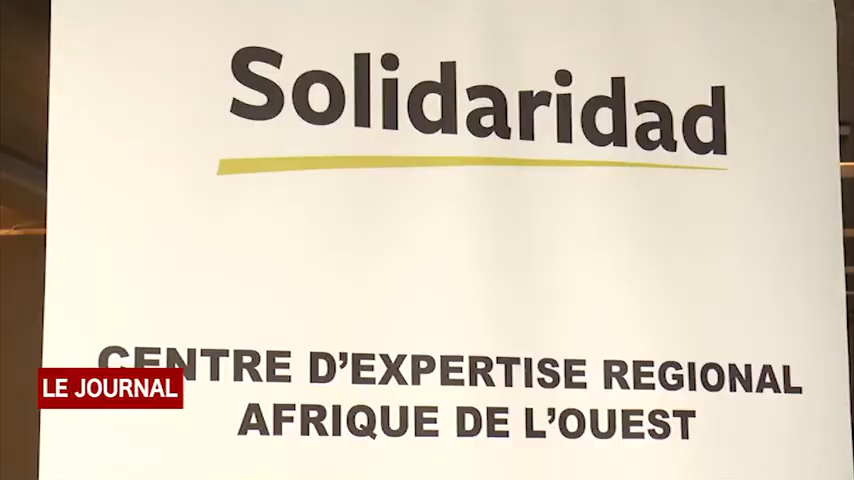 Solidaridad
CENTRE D'EXPERTISE REGIONAL
LE JOURNAL
AFRIQUE DE L'OUEST